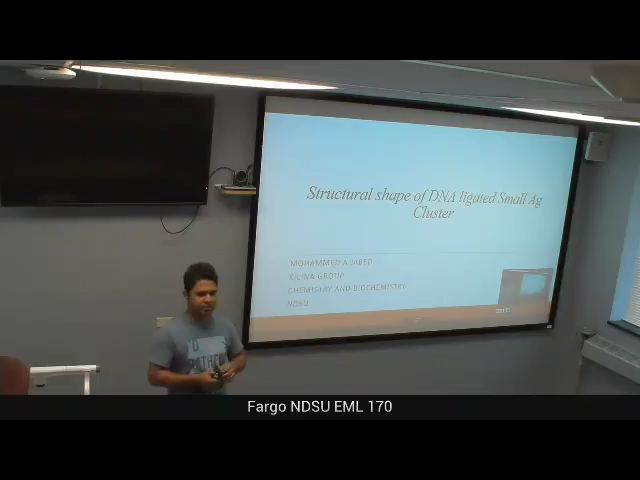 Structural shape of DNA ligated Small Ag
Cluster
MOHAMMED A JABED
KILINA GROUP
CHEMISTRY AND BIOCHEMISTRY
NDSU
Fargo NDSU EML 170